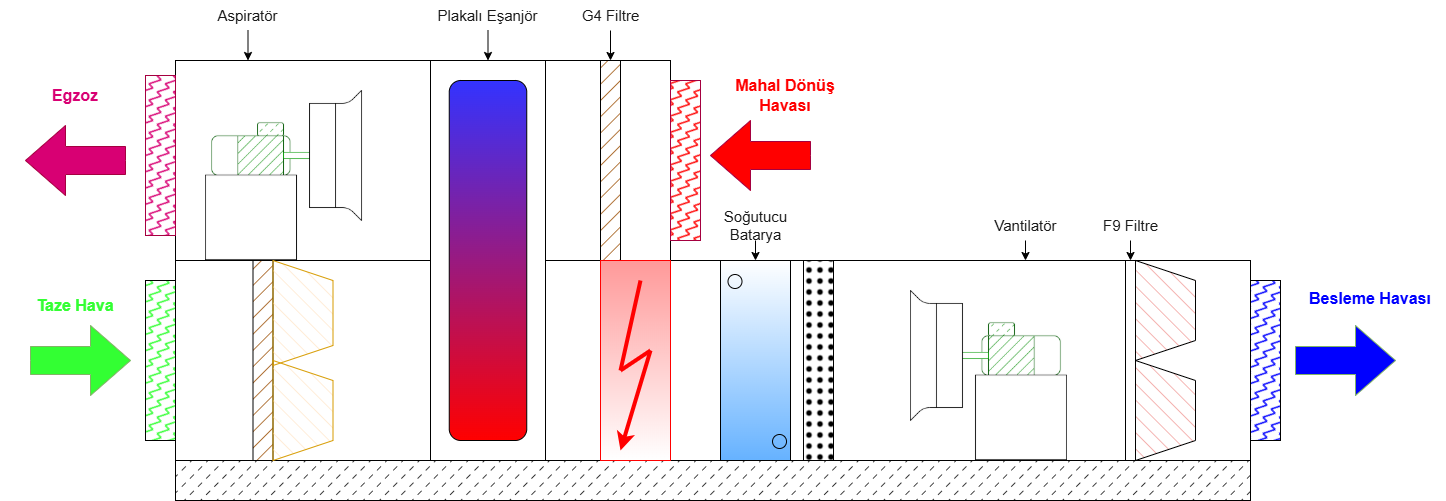 Aspiratör
Plakalı Eşanjör
G4 Filtre
Egzoz
Mahal Dönüş
Havası
Soğutucu
Batarya
Vantilatör
F9 Filtre
Taze Hava
Besleme Havası